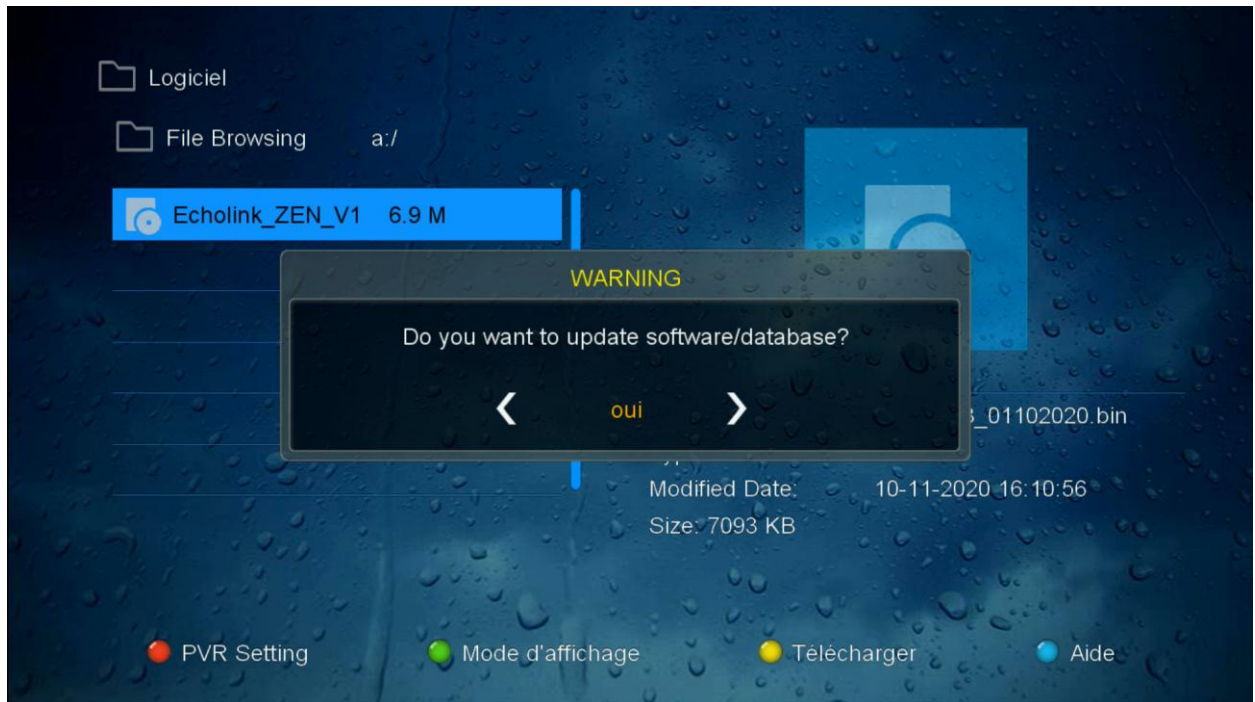 Logiciel
File Browsing a:/
Echolink_ZEN_V1 6.9 M
WARNING
Do you want to update software/database?
oui
_01102020.bin
Modified Date: 10-11-2020 16:10:56
Size: 7093 KB
PVR Setting Mode d'affichage Télécharger Aide